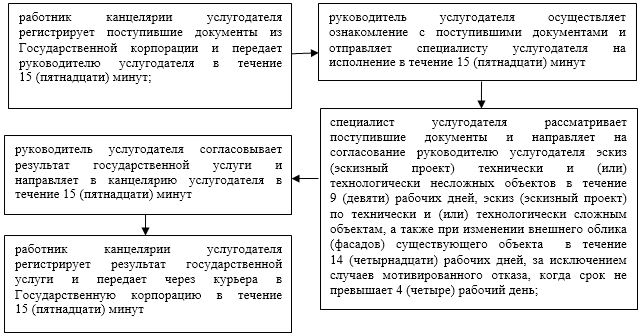 работник канцелярии услугодателя
регистрирует поступившие документы из
Государственной корпорации и передает
руководителю услугодателя в течение
15 (пятнадцати) минут;
руководитель услугодателя осуществляет
ознакомление с поступившими документами и
отправляет специалисту услугодателя на
исполнение в течение 15 (пятнадцати) минут
специалист услугодателя рассматривает
поступившие документы и направляет на
согласование руководителю услугодателя эскиз
(эскизный проект) технически и (или)
технологически несложных объектов в течение
9 (девяти) рабочих дней, эскиз (эскизный проект)
по технически и (или) технологически сложным
объектам, а также при изменении внешнего облика
(фасадов) существующего объекта в течение
14 (четырнадцати) рабочих дней, за исключением
случаев мотивированного отказа, когда срок не
превышает 4 (четыре) рабочий день;
руководитель услугодателя согласовывает
результат государственной услуги и
направляет в канцелярию услугодателя в
течение 15 (пятнадцати) минут
работник канцелярии услугодателя
регистрирует результат государственной
услуги и передает через курьера в
Государственную корпорацию в течение
15 (пятнадцати) минут